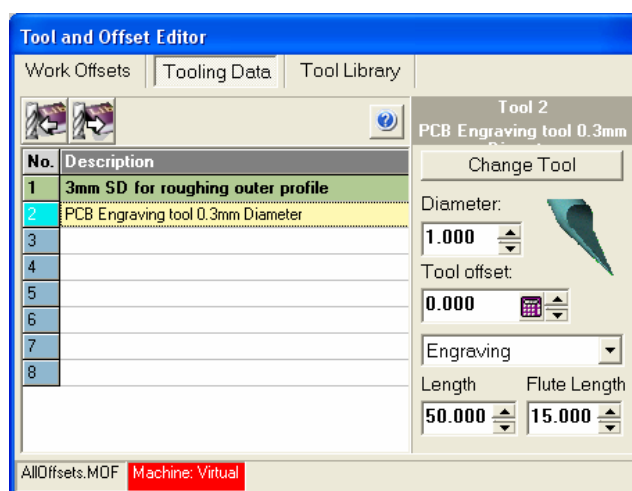 Tool and Offset Editor
Work Offsets Tooling Data Tool Library
Tool 2
PCB Engraving tool 0.3mm
No. Description
Change Tool
1 3mm SD for roughing outer profile
2 PCB Engraving tool 0.3mm Diameter
3
4
5
6
7
8
Diameter:
1.000
Tool offset:
0.000
Engraving
Length Flute Length
50.000 15.000
AllOffsets.MOF Machine: Virtual